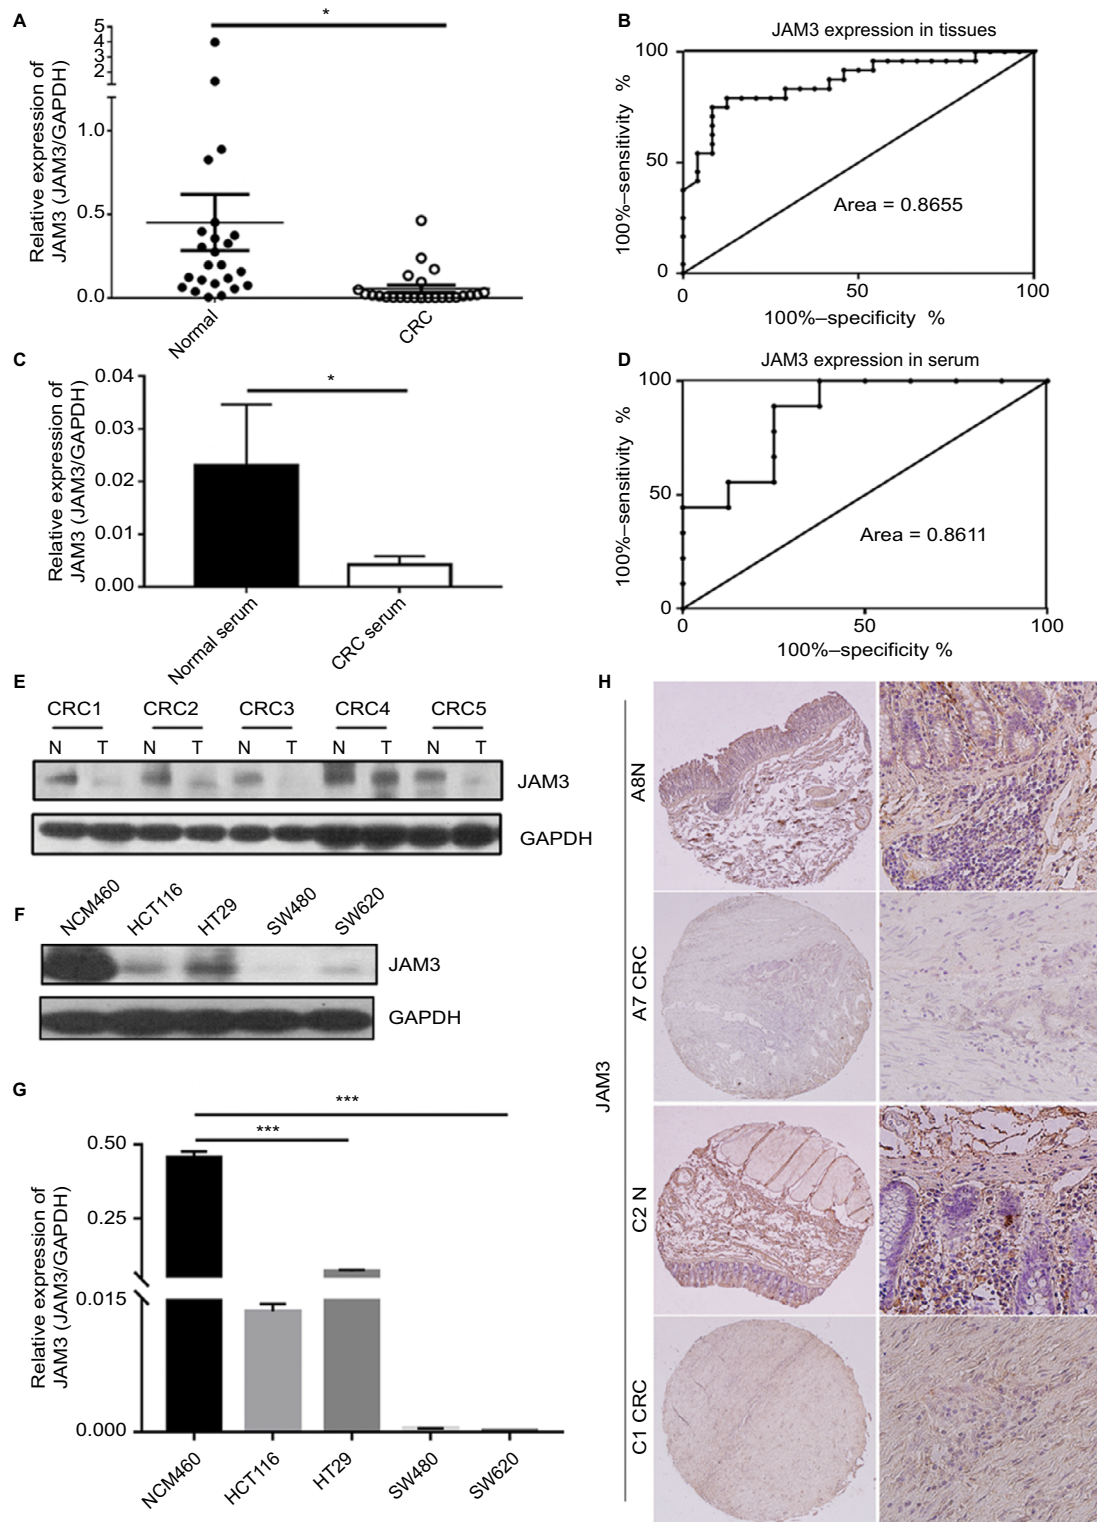 A
*
Relative expression of
JAM3 (JAM3/GAPDH)
5
4
3
2
1.0
0.5
0.0
Normal
CRC
B
JAM3 expression in tissues
100%–sensitivity %
100
50
0
Area = 0.8655
0
50
100
100%–specificity %
C
*
Relative expression of
JAM3 (JAM3/GAPDH)
0.04
0.03
0.02
0.01
0.00
Normal serum
CRC serum
D
JAM3 expression in serum
100%–sensitivity %
100
50
0
Area = 0.8611
0
50
100
100%–specificity %
E
CRC1 CRC2 CRC3 CRC4 CRC5
N T N T N T N T N T
JAM3
GAPDH
F
NCM460 HCT116 HT29 SW480 SW620
JAM3
GAPDH
G
***
***
Relative expression of
JAM3 (JAM3/GAPDH)
0.50
0.25
0.015
0.000
NCM460
HCT116
HT29
SW480
SW620
H
JAM3
A8N
A7 CRC
C2 N
C1 CRC